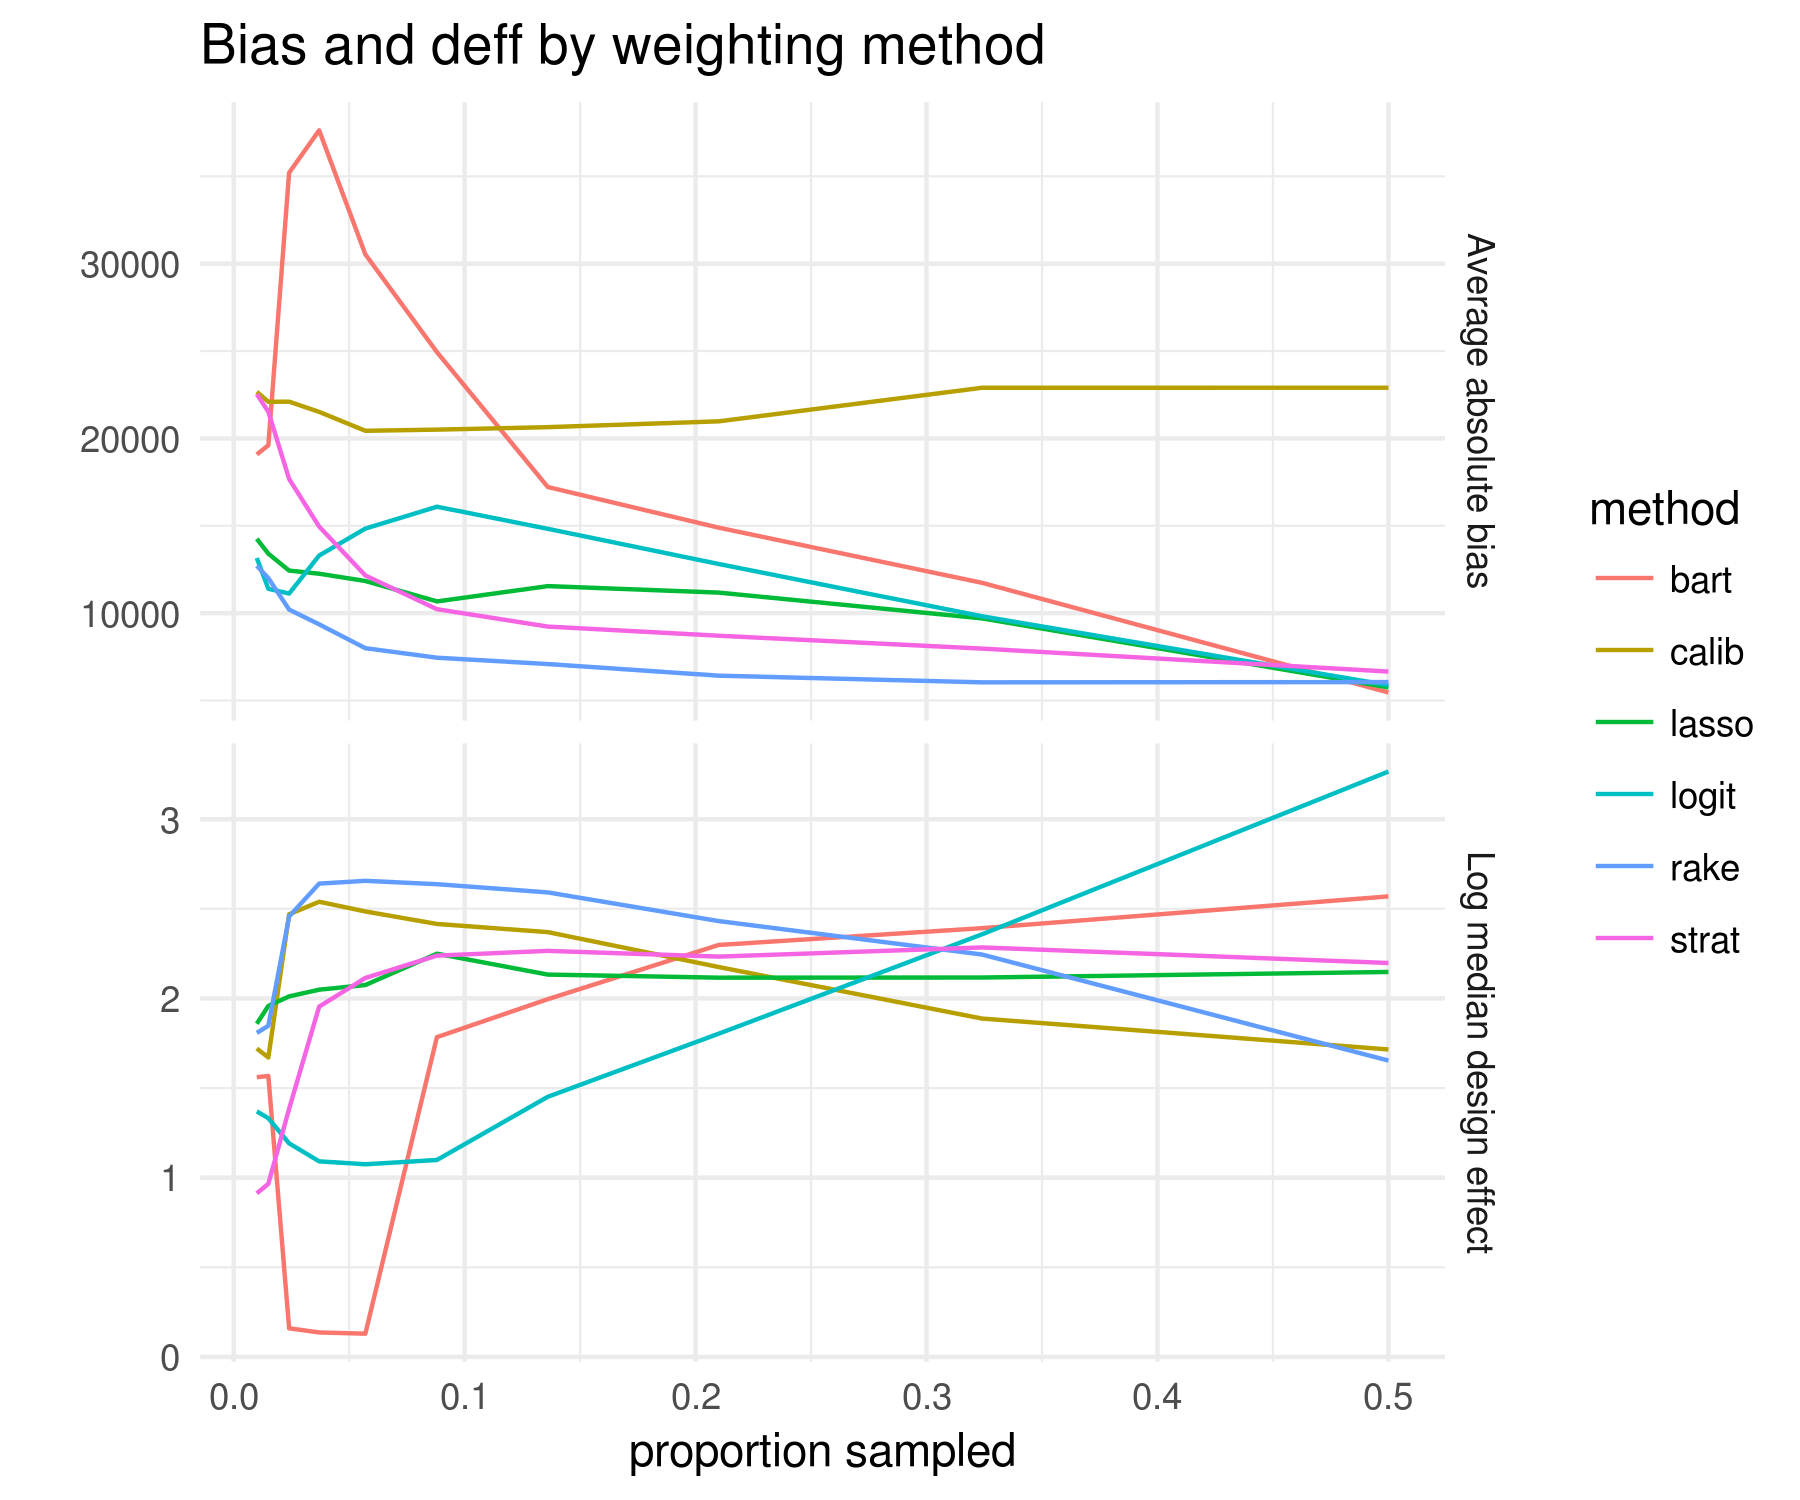 Bias and deff by weighting method
30000
20000
10000
Average absolute bias
3
2
1
0
Log median design effect
0.0 0.1 0.2 0.3 0.4 0.5
proportion sampled
method
bart
calib
lasso
logit
rake
strat